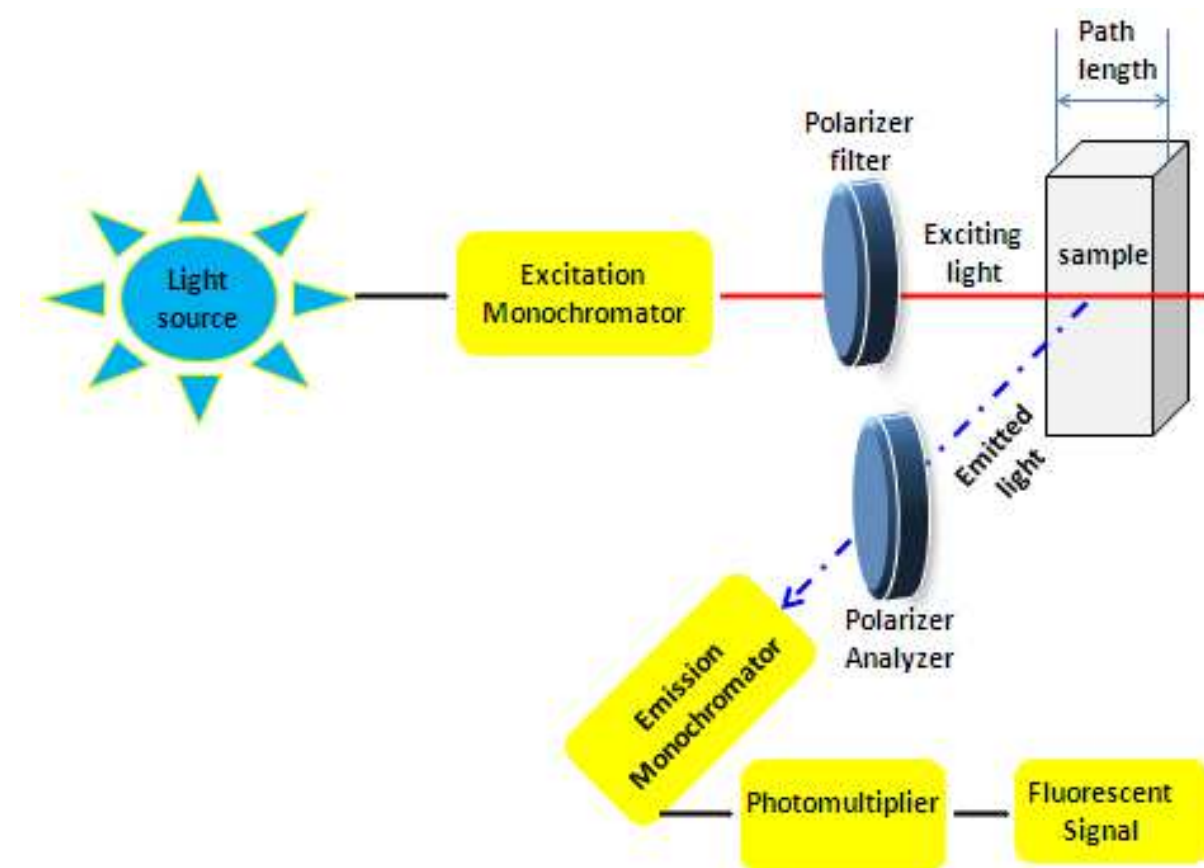 Path
length
Polarizer
filter
Light
source
Excitation
Monochromator
Exciting
light
sample
Emitted
light
Polarizer
Analyzer
Emission
Monochromator
Photomultiplier
Fluorescent
Signal